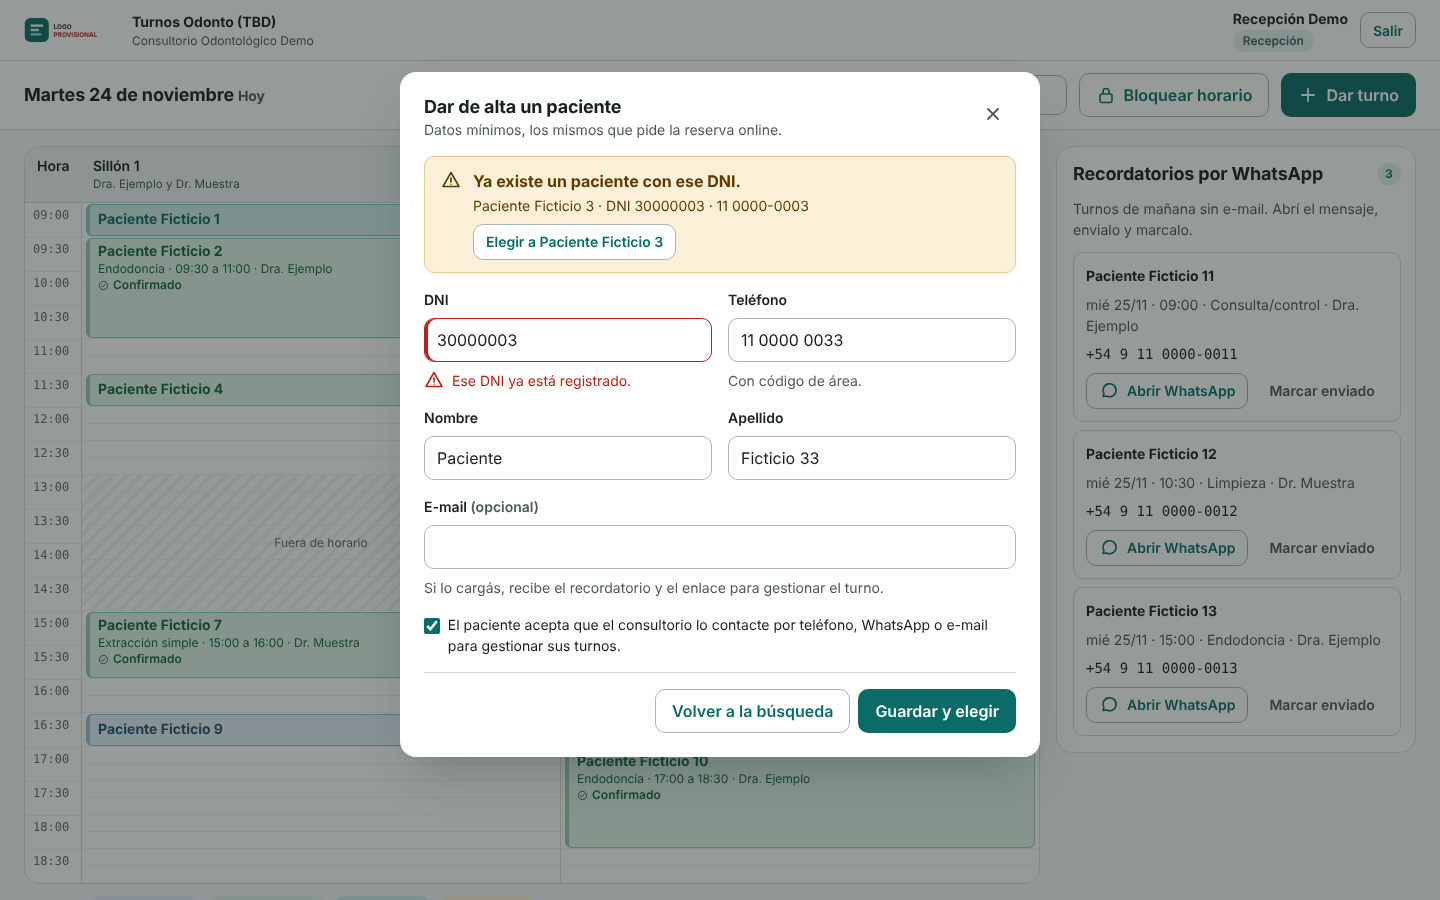 LOGO
PROVISIONAL
Turnos Odonto (TBD)
Consultorio Odontológico Demo
Recepción Demo
Recepción
Salir
Martes 24 de noviembre Hoy
Bloquear horario
Dar turno
Hora
Sillón 1
Dra. Ejemplo y Dr. Muestra
09:00
09:30
10:00
10:30
11:00
11:30
12:00
12:30
13:00
13:30
14:00
14:30
15:00
15:30
16:00
16:30
17:00
17:30
18:00
18:30
Paciente Ficticio 1
Paciente Ficticio 2
Endodoncia · 09:30 a 11:00 · Dra. Ejemplo
Confirmado
Paciente Ficticio 4
Fuera de horario
Paciente Ficticio 7
Extracción simple · 15:00 a 16:00 · Dr. Muestra
Confirmado
Paciente Ficticio 9
Paciente Ficticio 10
Endodoncia · 17:00 a 18:30 · Dra. Ejemplo
Confirmado
Dar de alta un paciente
Datos mínimos, los mismos que pide la reserva online.
Ya existe un paciente con ese DNI.
Paciente Ficticio 3 · DNI 30000003 · 11 0000-0003
Elegir a Paciente Ficticio 3
DNI
30000003
Ese DNI ya está registrado.
Teléfono
11 0000 0033
Con código de área.
Nombre
Paciente
Apellido
Ficticio 33
E-mail (opcional)
Si lo cargás, recibe el recordatorio y el enlace para gestionar el turno.
El paciente acepta que el consultorio lo contacte por teléfono, WhatsApp o e-mail
para gestionar sus turnos.
Volver a la búsqueda
Guardar y elegir
Recordatorios por WhatsApp
3
Turnos de mañana sin e-mail. Abrí el mensaje,
envialo y marcalo.
Paciente Ficticio 11
mié 25/11 · 09:00 · Consulta/control · Dra.
Ejemplo
+54 9 11 0000-0011
Abrir WhatsApp
Marcar enviado
Paciente Ficticio 12
mié 25/11 · 10:30 · Limpieza · Dr. Muestra
+54 9 11 0000-0012
Abrir WhatsApp
Marcar enviado
Paciente Ficticio 13
mié 25/11 · 15:00 · Endodoncia · Dra. Ejemplo
+54 9 11 0000-0013
Abrir WhatsApp
Marcar enviado